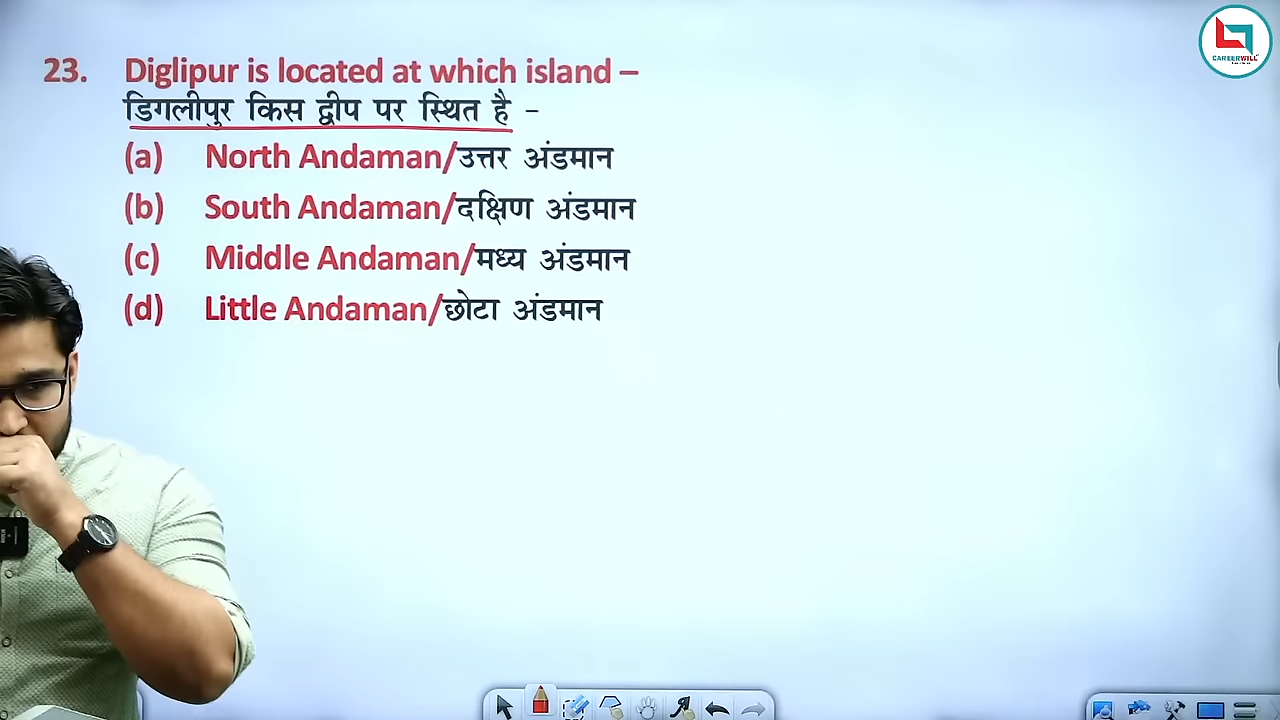 23. Diglipur is located at which island –
डिगलीपुर किस द्वीप पर स्थित है –
(a) North Andaman/उत्तर अंडमान
(b) South Andaman/दक्षिण अंडमान
(c) Middle Andaman/मध्य अंडमान
(d) Little Andaman/छोटा अंडमान
CAREERWILL